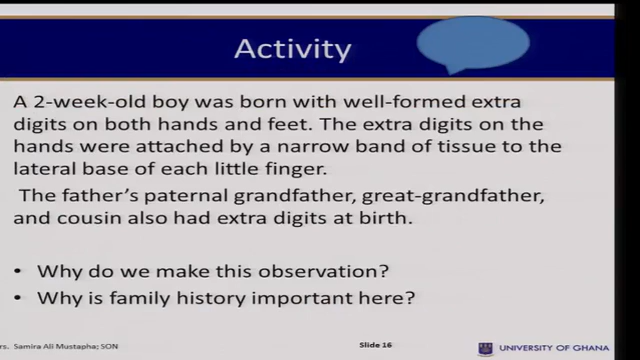 Activity
A 2-week-old boy was born with well-formed extra
digits on both hands and feet. The extra digits on the
hands were attached by a narrow band of tissue to the
lateral base of each little finger.
The father's paternal grandfather, great-grandfather,
and cousin also had extra digits at birth.
• Why do we make this observation?
• Why is family history important here?
rs. Samira Ali Mustapha; SON
Slide 16
UNIVERSITY OF GHANA